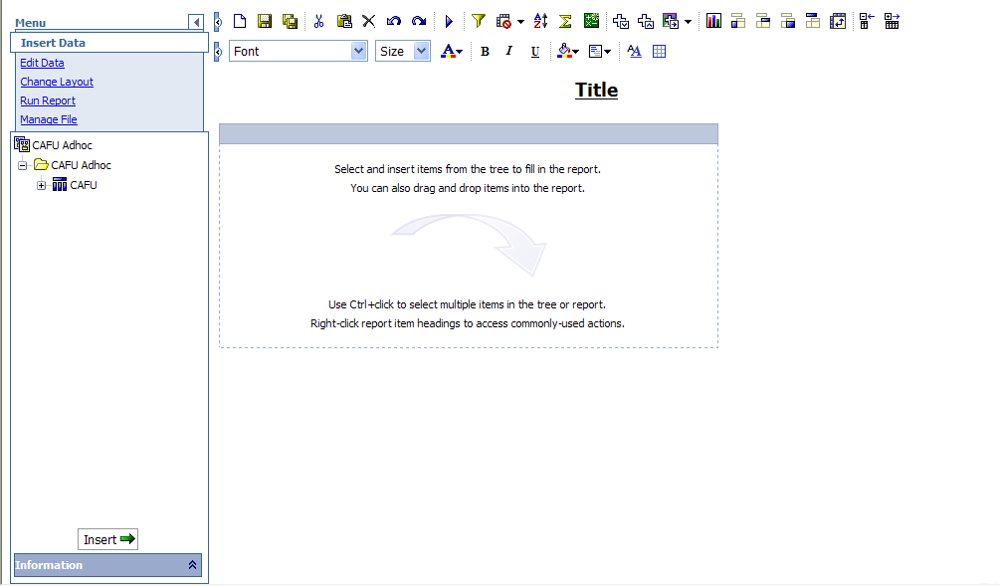 Menu
Insert Data
Edit Data
Change Layout
Run Report
Manage File
CAFU Adhoc
CAFU Adhoc
CAFU
Insert
Information
Font
Size
A
B
I
U
AA
Title
Select and insert items from the tree to fill in the report.
You can also drag and drop items into the report.
Use Ctrl+click to select multiple items in the tree or report.
Right-click report item headings to access commonly-used actions.